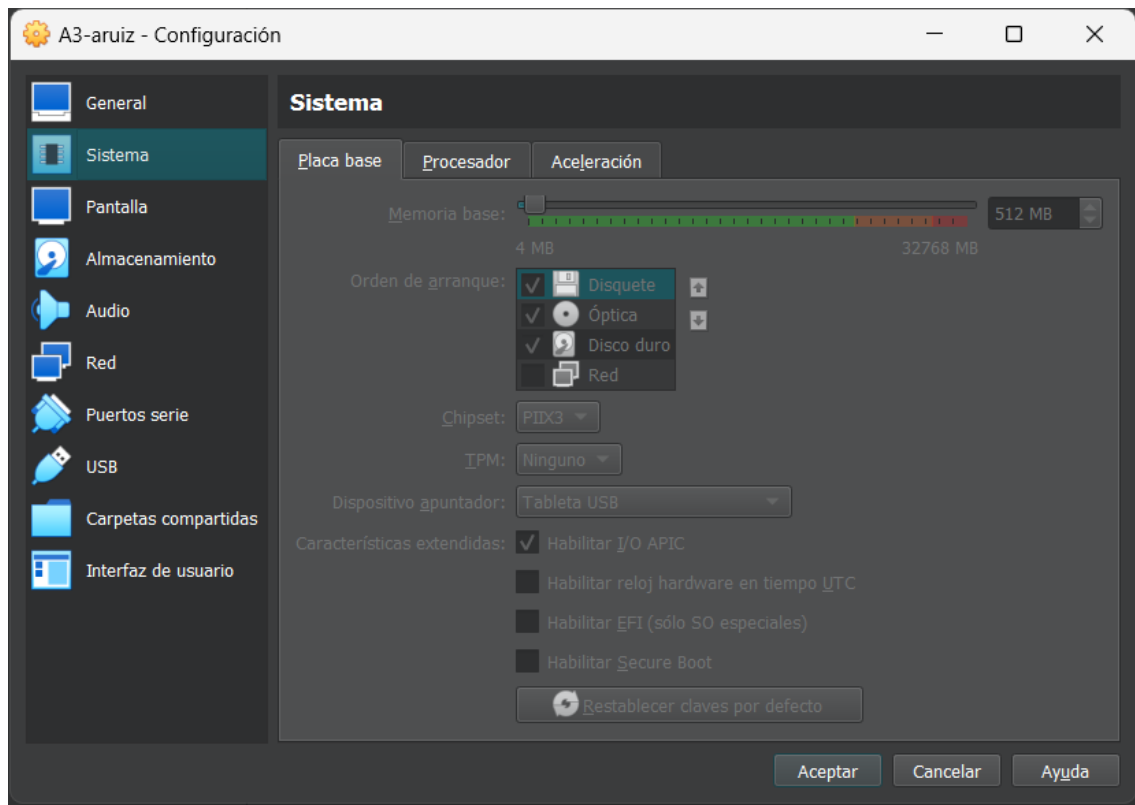 A3-aruiz - Configuración
General
Sistema
Pantalla
Almacenamiento
Audio
Red
Puertos serie
USB
Carpetas compartidas
Interfaz de usuario
Sistema
Placa base Procesador Aceleración
Memoria base: 512 MB
4 MB 32768 MB
Orden de arranque: Disquete
Óptica
Disco duro
Red
Chipset: PIIX3
TPM: Ninguno
Dispositivo apuntador: Tableta USB
Características extendidas: Habilitar I/O APIC
Habilitar reloj hardware en tiempo UTC
Habilitar EFI (sólo SO especiales)
Habilitar Secure Boot
Restablecer claves por defecto
Aceptar Cancelar Ayuda